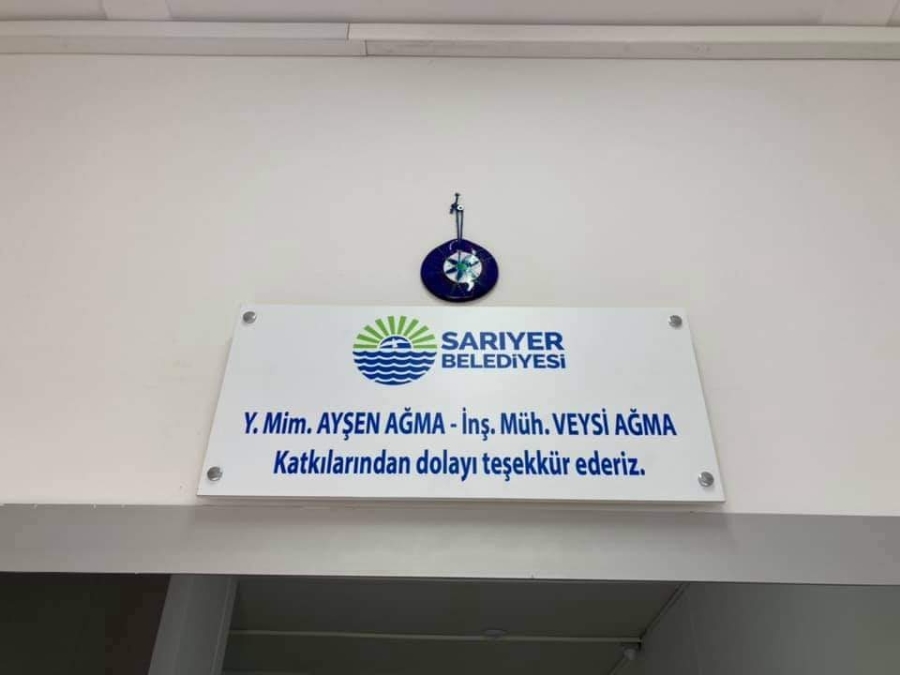 SARIYER
BELEDİYESİ
Y. Mim. AYŞEN AĞMA - İnş. Müh. VEYSİ AĞMA
Katkılarından dolayı teşekkür ederiz.